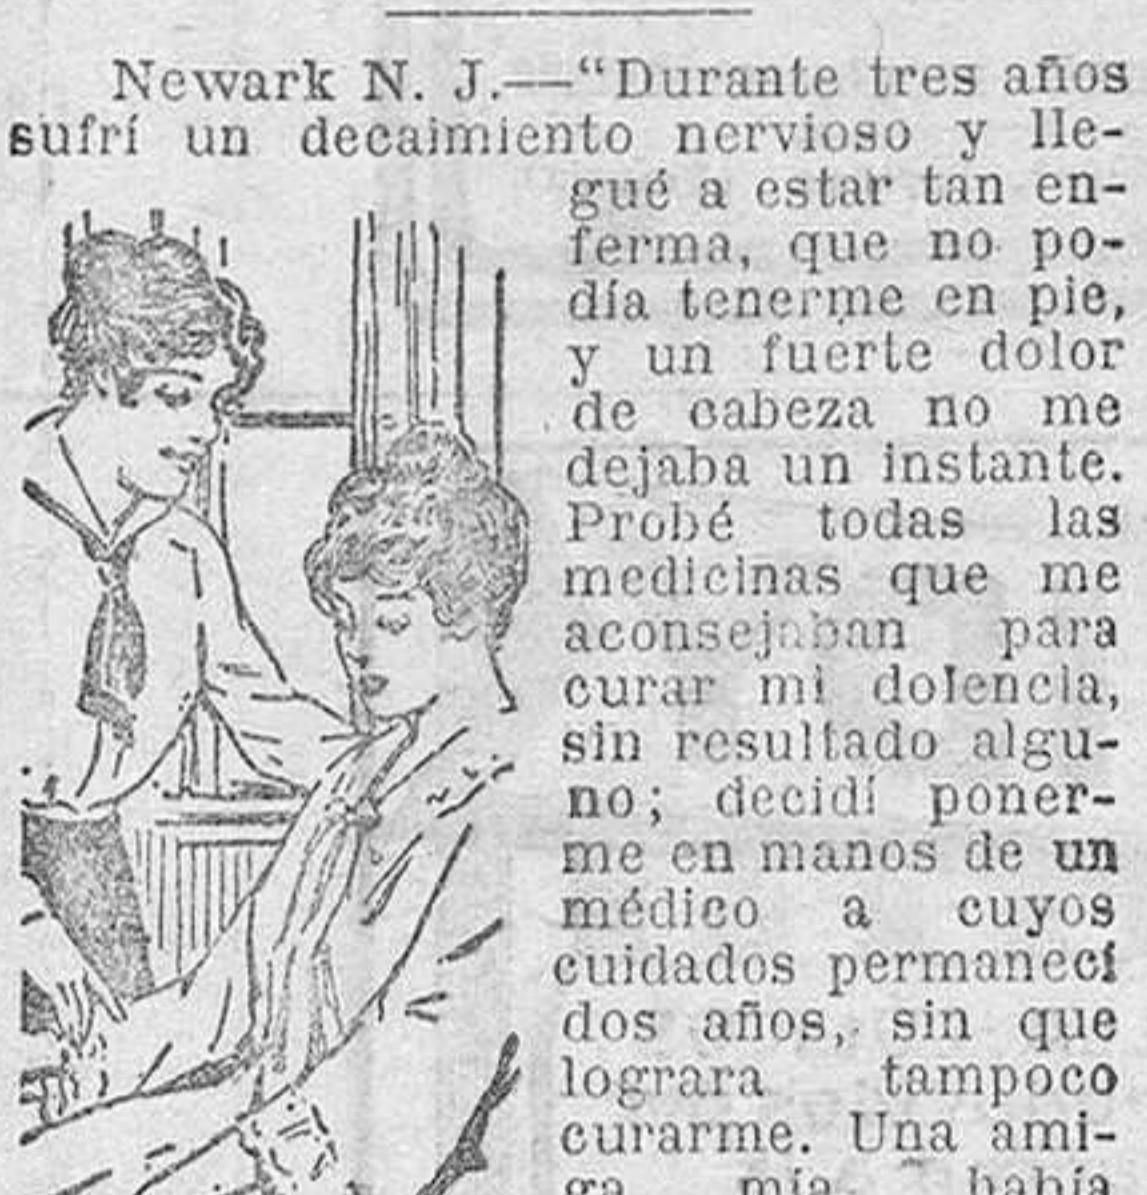 Newark N. J.—“Durante tres años
sufrí un decaimiento nervioso y lle-
gué a estar tan en-
ferma, que no po-
día tenerme en pie,
y un fuerte dolor
de cabeza no me
dejaba un instante.
Probé todas las
medicinas que me
aconsejaban para
curar mi dolencia,
sin resultado algu-
no; decidí poner-
me en manos de un
médico a cuyos
cuidados permanecí
dos años, sin que
lograra tampoco
curarme. Una ami-
ga mía había